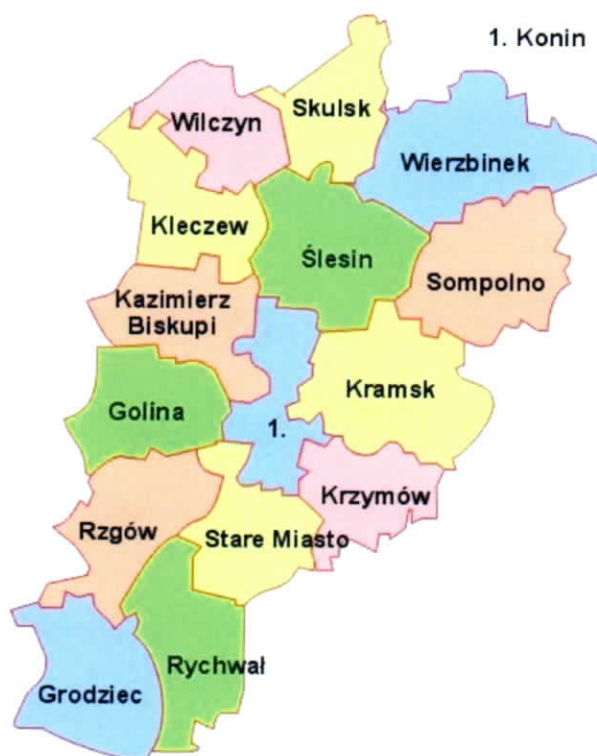 1. Konin
Skulsk
Wilczyn
Wierzbinek
Kleczew
Ślesin
Sompolno
Kazimierz
Biskupi
Kramsk
Golina
1.
Krzymów
Rzgów
Stare Miasto
Rychwał
Grodziec